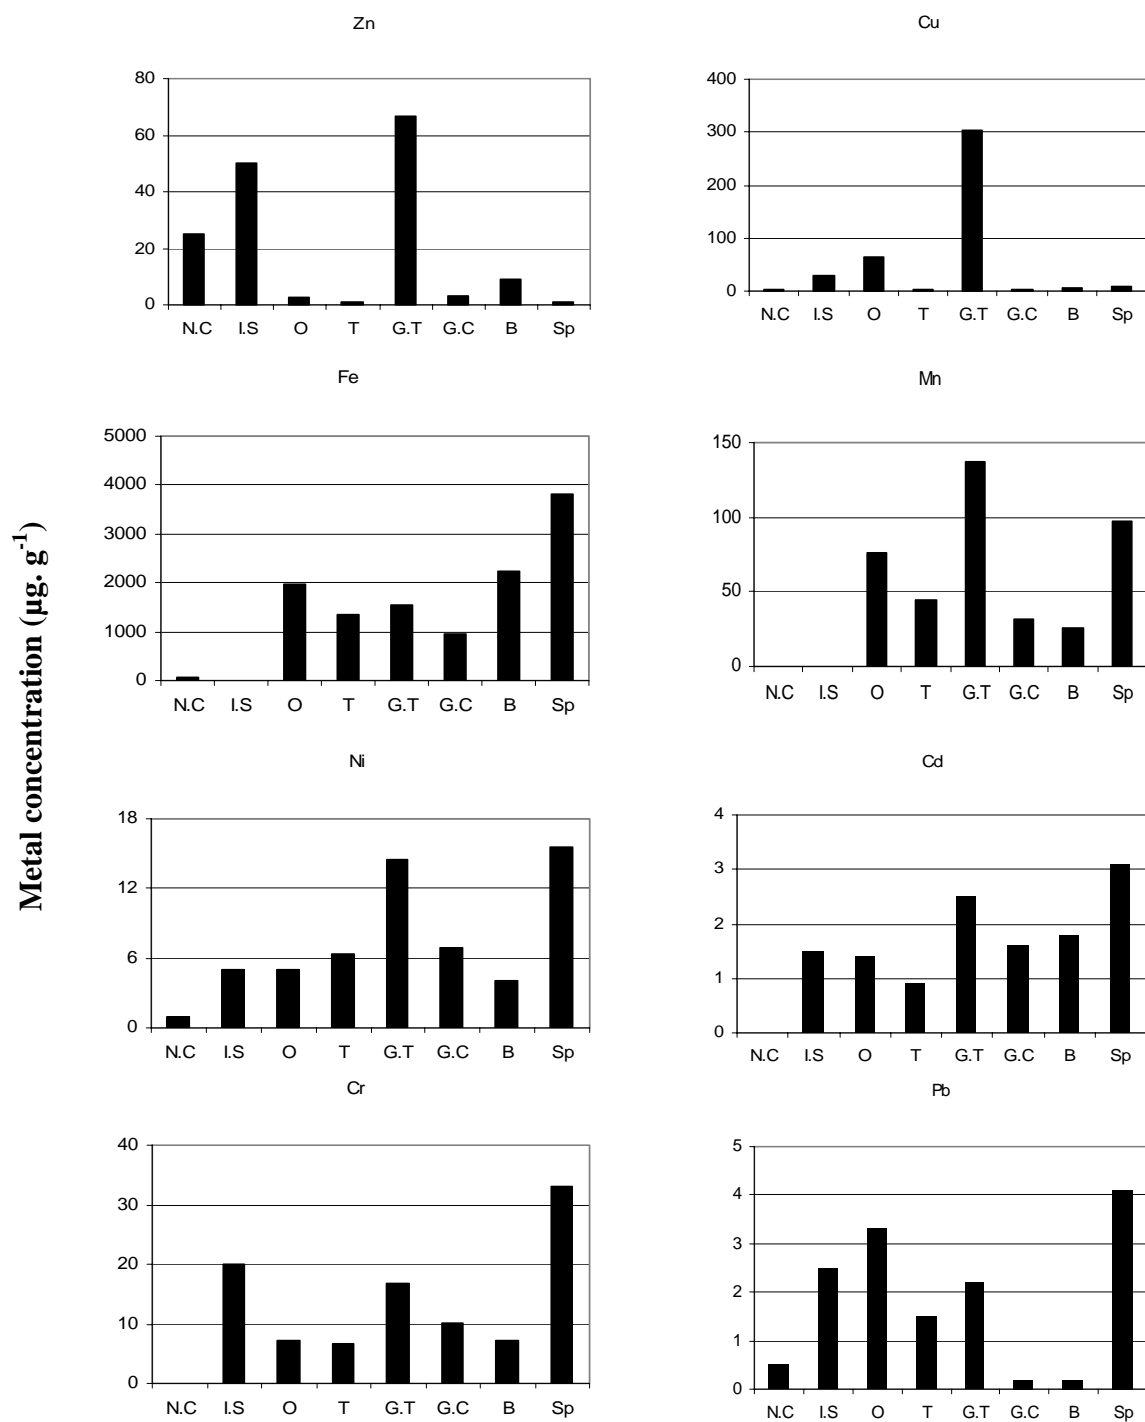 Zn
80
60
40
20
0
N.C I.S O T G.T G.C B Sp
Cu
400
300
200
100
0
N.C I.S O T G.T G.C B Sp
Fe
5000
4000
3000
2000
1000
0
N.C I.S O T G.T G.C B Sp
Mn
150
100
50
0
N.C I.S O T G.T G.C B Sp
Metal concentration (µg. g-1)
Ni
18
12
6
0
N.C I.S O T G.T G.C B Sp
Cd
4
3
2
1
0
N.C I.S O T G.T G.C B Sp
Cr
40
30
20
10
0
N.C I.S O T G.T G.C B Sp
Pb
5
4
3
2
1
0
N.C I.S O T G.T G.C B Sp